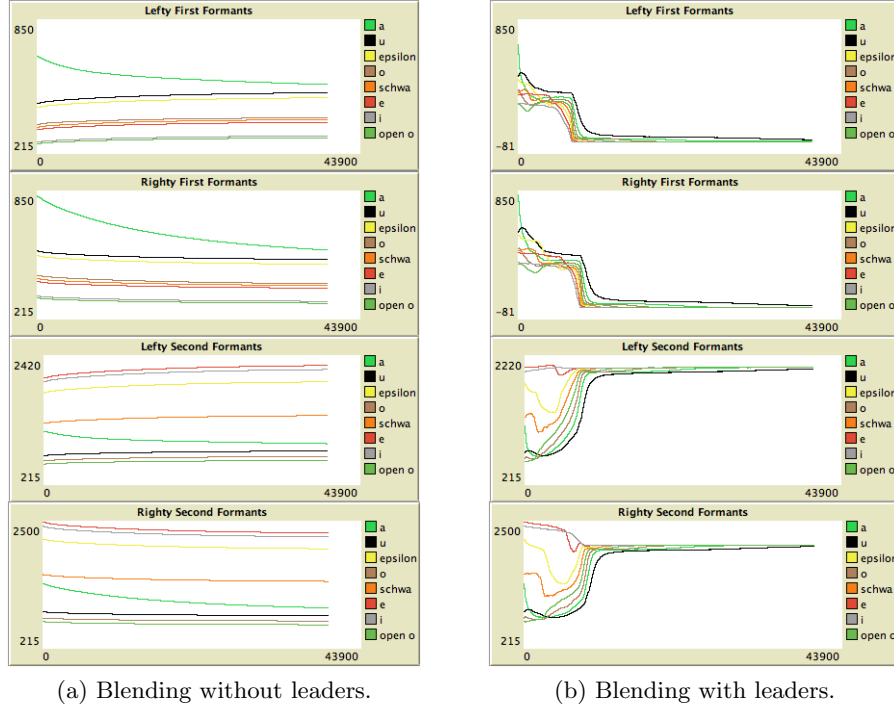 Lefty First Formants
850
215
0
43900
a
u
epsilon
o
schwa
e
i
open o
Righty First Formants
850
215
0
43900
a
u
epsilon
o
schwa
e
i
open o
Lefty Second Formants
2420
215
0
43900
a
u
epsilon
o
schwa
e
i
open o
Righty Second Formants
2500
215
0
43900
a
u
epsilon
o
schwa
e
i
open o
(a) Blending without leaders.
Lefty First Formants
850
-81
0
43900
a
u
epsilon
o
schwa
e
i
open o
Righty First Formants
850
-81
0
43900
a
u
epsilon
o
schwa
e
i
open o
Lefty Second Formants
2220
215
0
43900
a
u
epsilon
o
schwa
e
i
open o
Righty Second Formants
2500
215
0
43900
a
u
epsilon
o
schwa
e
i
open o
(b) Blending with leaders.